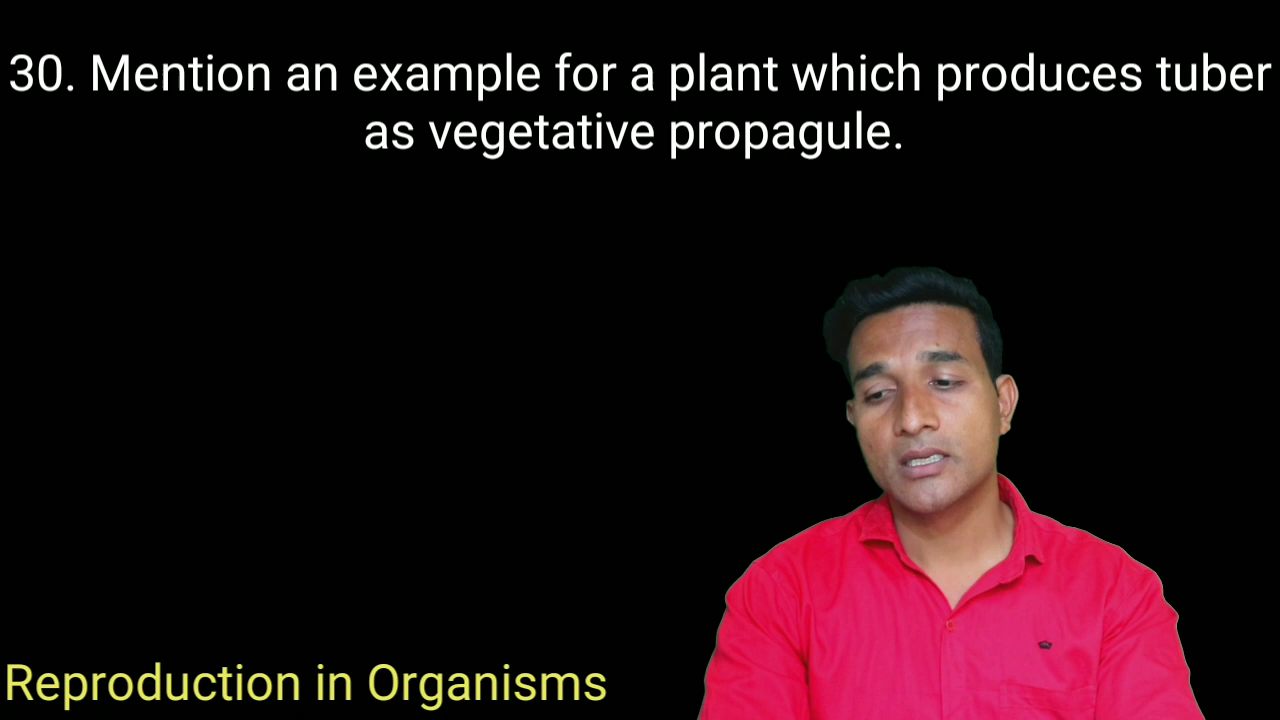 30. Mention an example for a plant which produces tuber
as vegetative propagule.
Reproduction in Organisms